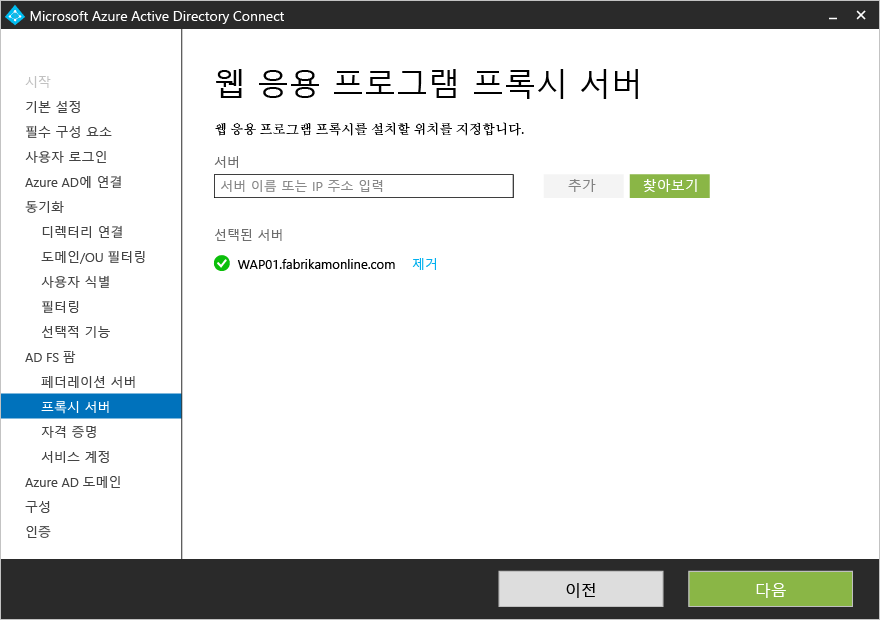 Microsoft Azure Active Directory Connect
시작
기본 설정
필수 구성 요소
사용자 로그인
Azure AD에 연결
동기화
디렉터리 연결
도메인/OU 필터링
사용자 식별
필터링
선택적 기능
AD FS 팜
페더레이션 서버
프록시 서버
자격 증명
서비스 계정
Azure AD 도메인
구성
인증
웹 응용 프로그램 프록시 서버
웹 응용 프로그램 프록시를 설치할 위치를 지정합니다.
서버
서버 이름 또는 IP 주소 입력
추가
찾아보기
선택된 서버
WAP01.fabrikamonline.com 제거
이전
다음